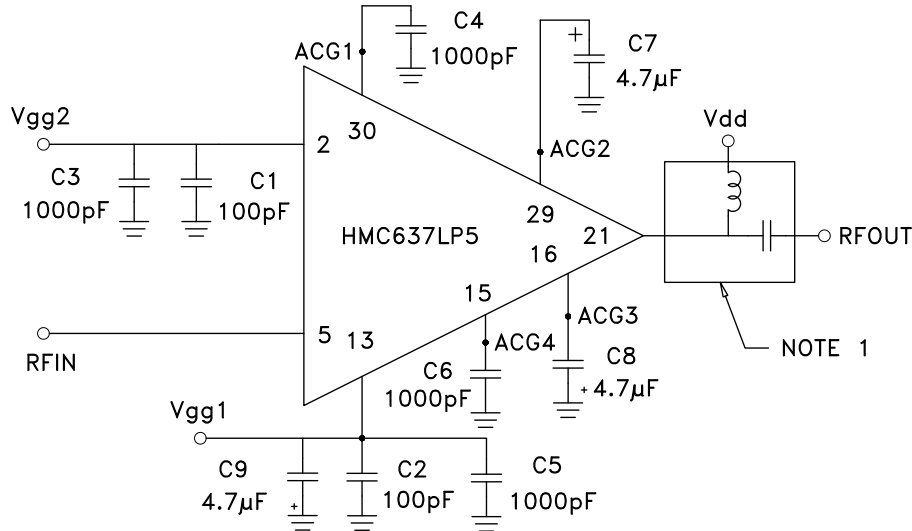 C4
1000pF
ACG1
+
C7
4.7µF
Vgg2
Vdd
2
30
ACG2
C3
1000pF
C1
100pF
29
HMC637LP5
21
RFOUT
16
15
ACG3
5
13
ACG4
NOTE 1
RFIN
C6
1000pF
C8
+ 4.7µF
Vgg1
C9
4.7µF
+
C2
100pF
C5
1000pF